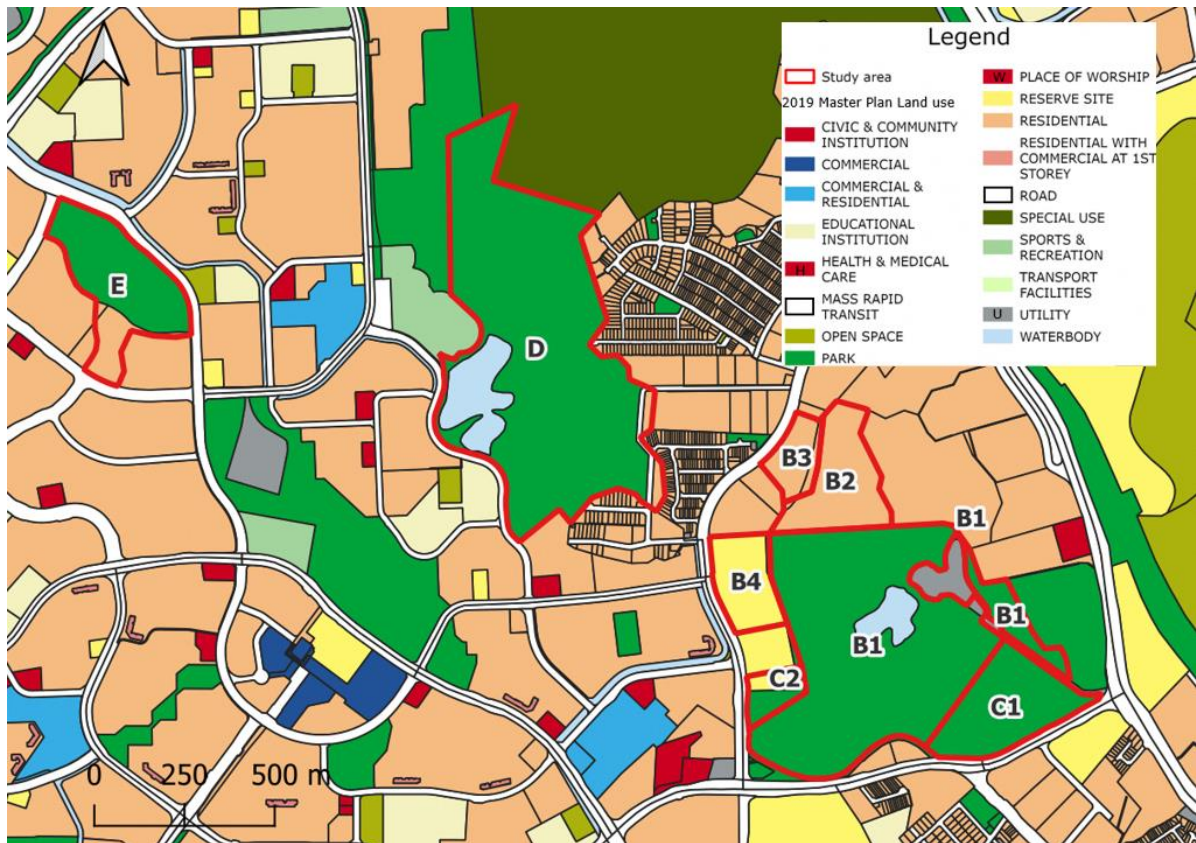 Legend
Study area
2019 Master Plan Land use
CIVIC & COMMUNITY
INSTITUTION
COMMERCIAL
COMMERCIAL &
RESIDENTIAL
EDUCATIONAL
INSTITUTION
H
HEALTH & MEDICAL
CARE
MASS RAPID
TRANSIT
OPEN SPACE
PARK
W
PLACE OF WORSHIP
RESERVE SITE
RESIDENTIAL
RESIDENTIAL WITH
COMMERCIAL AT 1ST
STOREY
ROAD
SPECIAL USE
SPORTS &
RECREATION
TRANSPORT
FACILITIES
U
UTILITY
WATERBODY
E
D
B3
B2
B1
B4
B1
B1
C2
C1
0 250 500 m